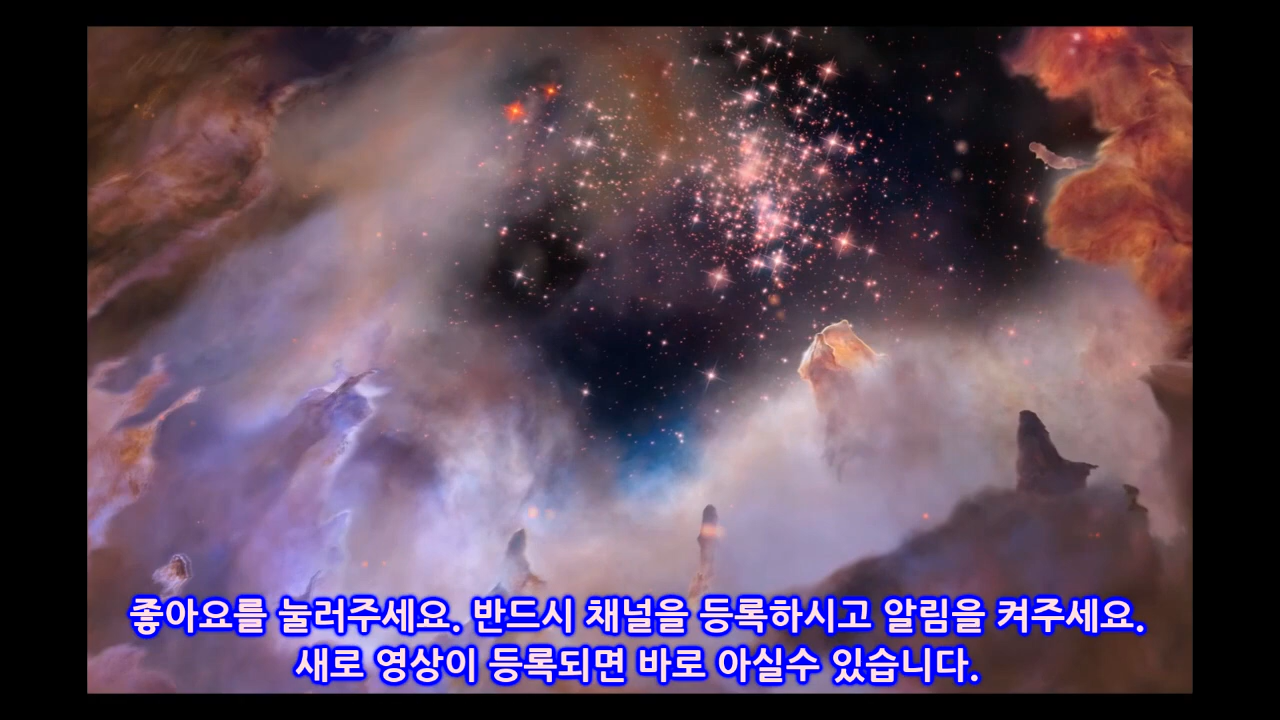 좋아요를 눌러주세요. 반드시 채널을 등록하시고 알림을 켜주세요.
새로 영상이 등록되면 바로 아실수 있습니다.